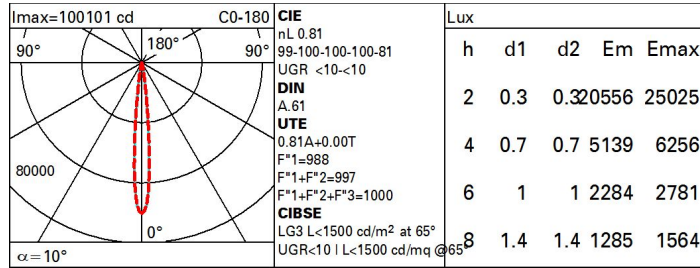 Imax=100101 cd C0-180
90° 180° 90°
80000
0°
α=10°
CIE
nL 0.81
99-100-100-100-81
UGR <10-<10
DIN
A.61
UTE
0.81A+0.00T
F"1=988
F"1+F"2=997
F"1+F"2+F"3=1000
CIBSE
LG3 L<1500 cd/m² at 65°
UGR<10 | L<1500 cd/mq @65°
Lux
h d1 d2 Em Emax
2 0.3 0.3 20556 25025
4 0.7 0.7 5139 6256
6 1 1 2284 2781
8 1.4 1.4 1285 1564